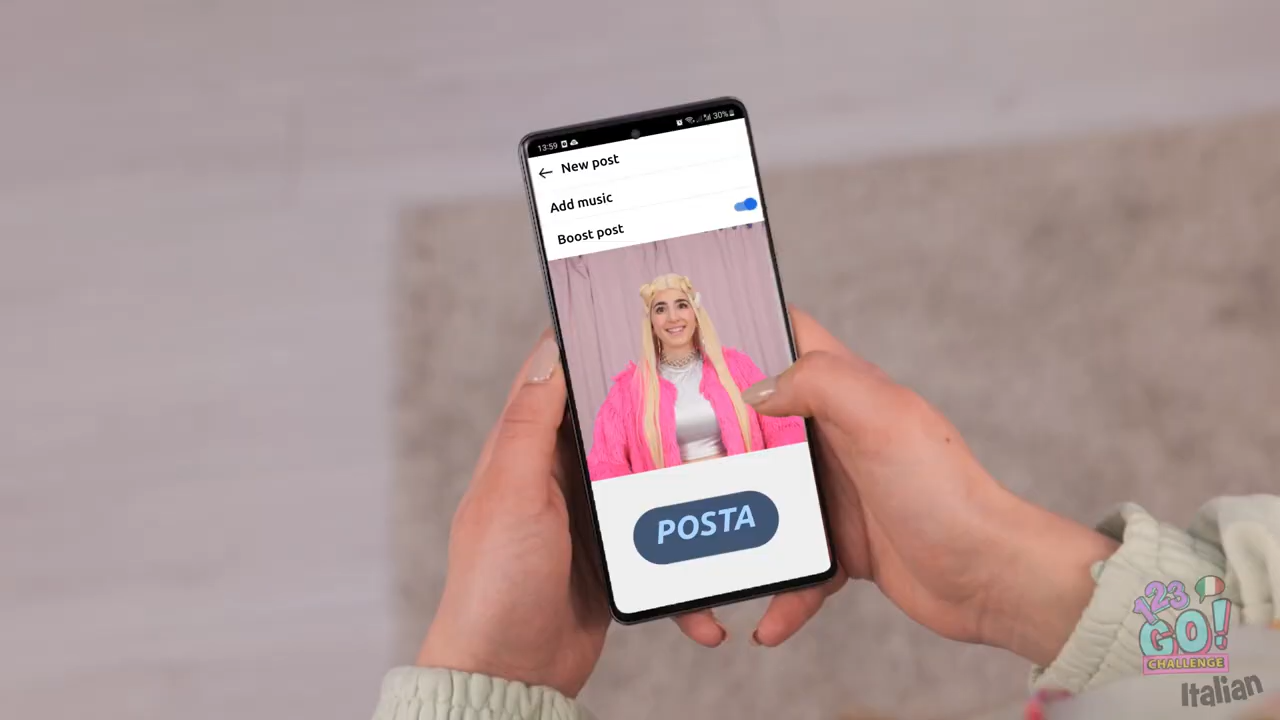 13:59
30%
New post
Add music
Boost post
POSTA
123
GO!
CHALLENGE
Italian